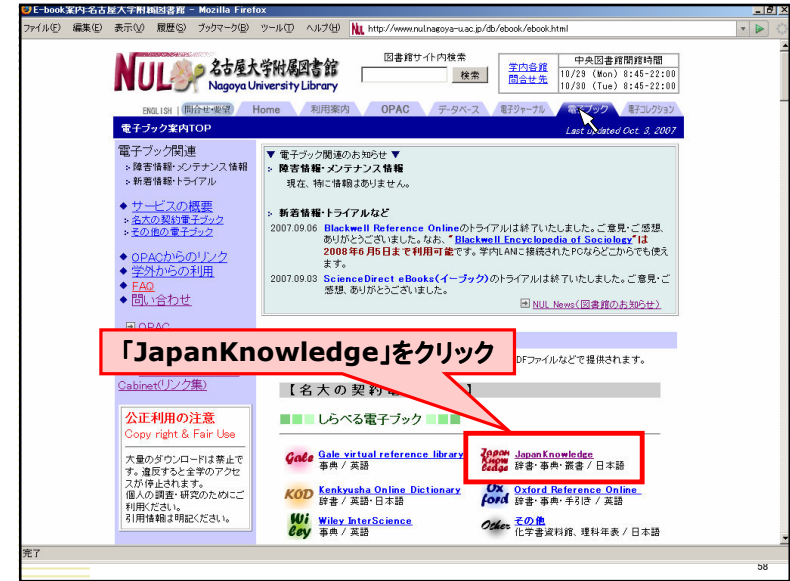 E-book案内-名古屋大学附属図書館 - Mozilla Firefox
ファイル(F) 編集(E) 表示(V) 履歴(S) ブックマーク(B) ツール(T) ヘルプ(H) http://www.nul.nagoya-u.ac.jp/db/ebook/ebook.html
NUL 名古屋大学附属図書館
Nagoya University Library
図書館サイト内検索
検索
学内各館
問合せ先
中央図書館開館時間
10/29 (Mon) 8:45-22:00
10/30 (Tue) 8:45-22:00
ENGLISH | 問合せ・要望 Home 利用案内 OPAC データベース 電子ジャーナル 電子ブック 電子コレクション
電子ブック案内TOP
Last updated Oct. 3, 2007
電子ブック関連
> 障害情報・メンテナンス情報
> 新着情報・トライアル
◆ サービスの概要
> 名大の契約電子ブック
> その他の電子ブック
◆ OPACからのリンク
◆ 学外からの利用
◆ FAQ
◆ 問い合わせ
OPAC
Cabinet(リンク集)
公正利用の注意
Copy right & Fair Use
大量のダウンロードは禁止で
す。違反すると全学のアクセ
スが停止されます。
個人の調査・研究のためにご
利用ください。
引用情報は明記ください。
▼ 電子ブック関連のお知らせ ▼
> 障害情報・メンテナンス情報
現在、特に情報はありません。
> 新着情報・トライアルなど
2007.09.06 Blackwell Reference Onlineのトライアルは終了いたしました。ご意見・ご感想、
ありがとうございました。なお、"Blackwell Encyclopedia of Sociology"は
2008年6月5日まで利用可能です。学内LANに接続されたPCならどこからでも使え
ます。
2007.09.03 ScienceDirect eBooks(イーブック)のトライアルは終了いたしました。ご意見・ご
感想、ありがとうございました。
NUL News(図書館のお知らせ)
「JapanKnowledge」をクリック
DFファイルなどで提供されます。
【名大の契約
】
■■■ しらべる電子ブック ■■■
Gale Gale virtual reference library
事典 / 英語
Japan Knowledge JapanKnowledge
辞書・事典・叢書 / 日本語
KOD Kenkyusha Online Dictionary
辞書 / 英語・日本語
Oxford Oxford Reference Online
辞書・事典・手引き / 英語
Wiley Wiley InterScience
事典 / 英語
Other その他
化学書資料館、理科年表 / 日本語
完了
58